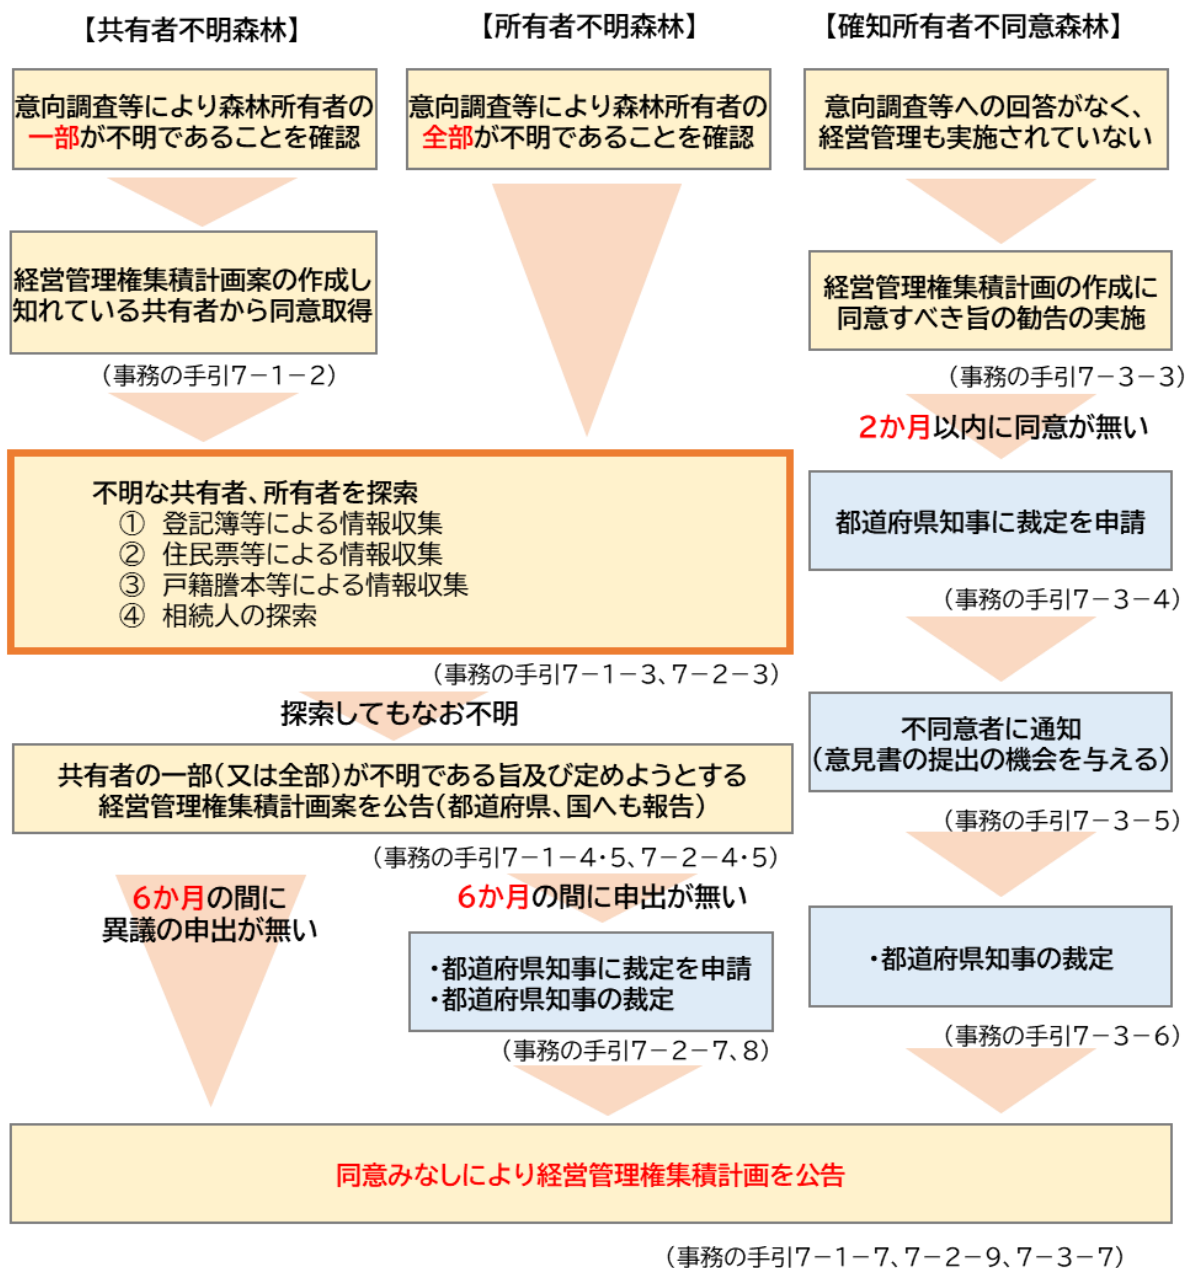 【共有者不明森林】
意向調査等により森林所有者の
一部が不明であることを確認
経営管理権集積計画案の作成し
知れている共有者から同意取得
（事務の手引7－1－2）
【所有者不明森林】
意向調査等により森林所有者の
全部が不明であることを確認
不明な共有者、所有者を探索
① 登記簿等による情報収集
② 住民票等による情報収集
③ 戸籍謄本等による情報収集
④ 相続人の探索
（事務の手引7－1－3、7－2－3）
探索してもなお不明
共有者の一部（又は全部）が不明である旨及び定めようとする
経営管理権集積計画案を公告（都道府県、国へも報告）
（事務の手引7－1－4・5、7－2－4・5）
6か月の間に
異議の申出が無い
6か月の間に申出が無い
・都道府県知事に裁定を申請
・都道府県知事の裁定
（事務の手引7－2－7、8）
【確知所有者不同意森林】
意向調査等への回答がなく、
経営管理も実施されていない
経営管理権集積計画の作成に
同意すべき旨の勧告の実施
（事務の手引7－3－3）
2か月以内に同意が無い
都道府県知事に裁定を申請
（事務の手引7－3－4）
不同意者に通知
（意見書の提出の機会を与える）
（事務の手引7－3－5）
・都道府県知事の裁定
（事務の手引7－3－6）
同意みなしにより経営管理権集積計画を公告
（事務の手引7－1－7、7－2－9、7－3－7）